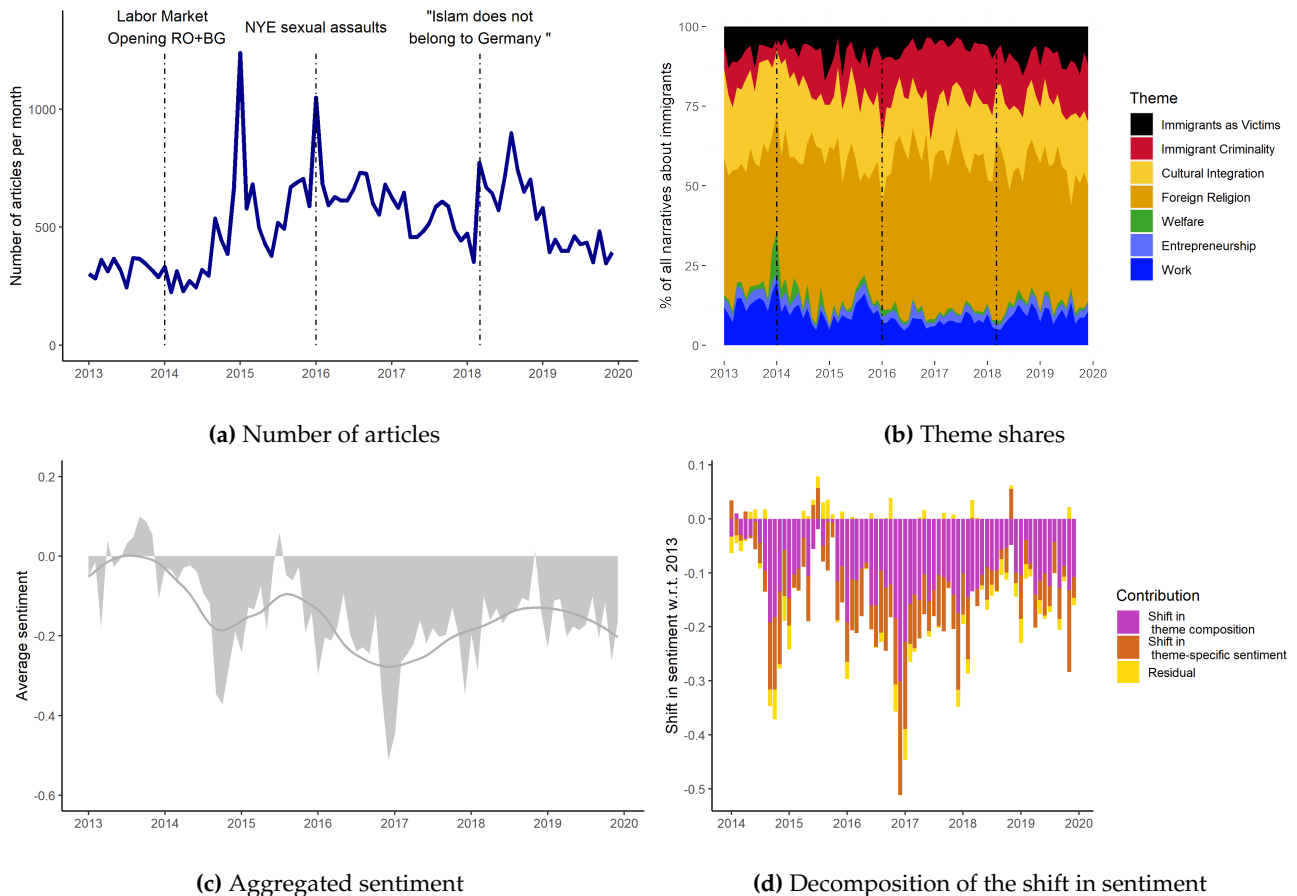 Labor Market
Opening RO+BG
NYE sexual assaults
"Islam does not
belong to Germany "
Number of articles per month
1000
500
0
2013 2014 2015 2016 2017 2018 2019 2020
(a) Number of articles
% of all narratives about immigrants
100
75
50
25
0
2013 2014 2015 2016 2017 2018 2019 2020
Theme
Immigrants as Victims
Immigrant Criminality
Cultural Integration
Foreign Religion
Welfare
Entrepreneurship
Work
(b) Theme shares
Average sentiment
0.2
0.0
-0.2
-0.4
-0.6
2013 2014 2015 2016 2017 2018 2019 2020
(c) Aggregated sentiment
Shift in sentiment w.r.t. 2013
0.1
0.0
-0.1
-0.2
-0.3
-0.4
-0.5
2014 2015 2016 2017 2018 2019 2020
Contribution
Shift in
theme composition
Shift in
theme-specific sentiment
Residual
(d) Decomposition of the shift in sentiment